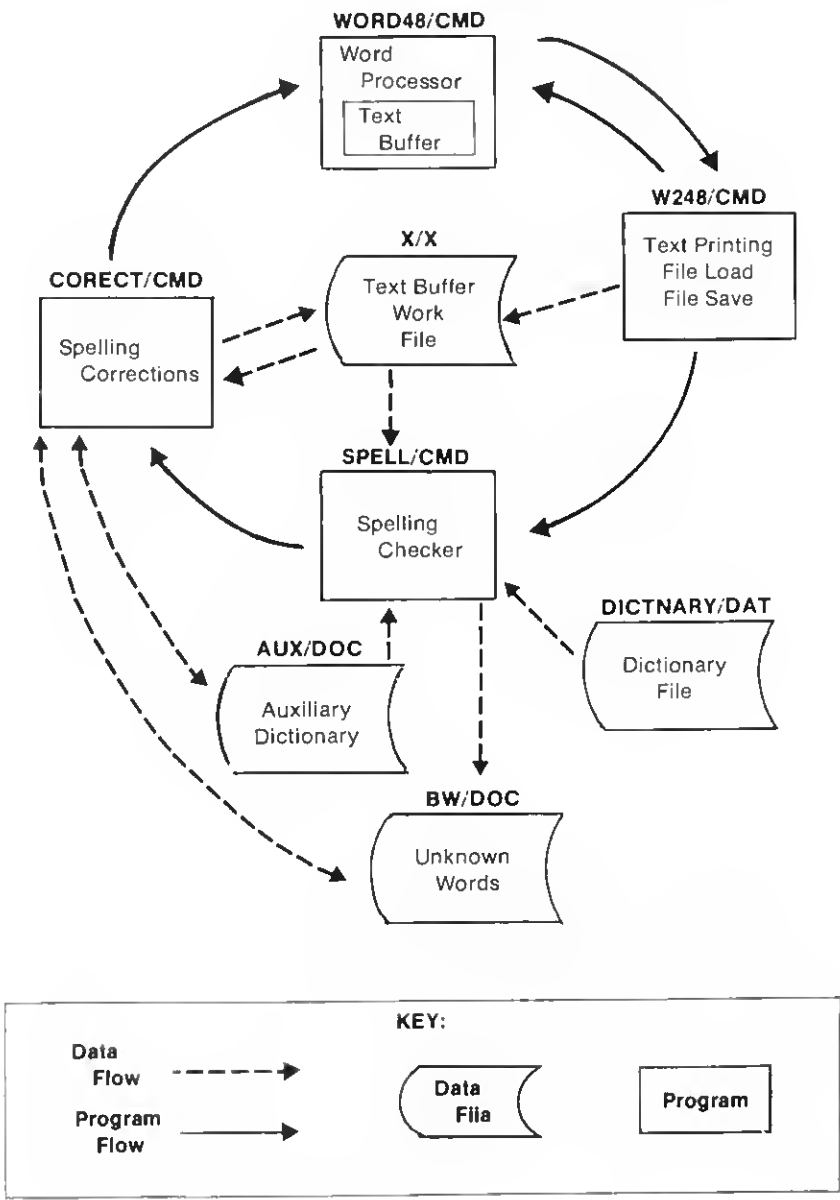 WORD48/CMD
Word
Processor
Text
Buffer
W248/CMD
Text Printing
File Load
File Save
X/X
Text Buffer
Work
File
CORECT/CMD
Spelling
Corrections
SPELL/CMD
Spelling
Checker
DICTNARY/DAT
Dictionary
File
AUX/DOC
Auxiliary
Dictionary
BW/DOC
Unknown
Words
KEY:
Data
Flow
Program
Flow
Data
Fiia
Program